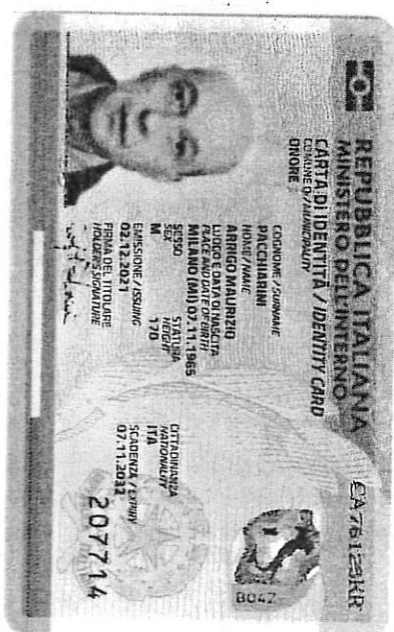 REPUBBLICA ITALIANA
MINISTERO DELL'INTERNO
CARTA DI IDENTITÀ / IDENTITY CARD
COMUNE DI / MUNICIPALITY
ONORE
COGNOME / SURNAME
PACCHIARINI
NOME / NAME
ARRIGO MAURIZIO
LUOGO E DATA DI NASCITA
PLACE AND DATE OF BIRTH
MILANO (MI) 07.11.1965
SESSO STATURA
SEX HEIGHT
M 170
CITTADINANZA
NATIONALITY
ITA
EMISSIONE / ISSUING
02.12.2021
SCADENZA / EXPIRY
07.11.2032
FIRMA DEL TITOLARE
HOLDER'S SIGNATURE
207714
B04Z